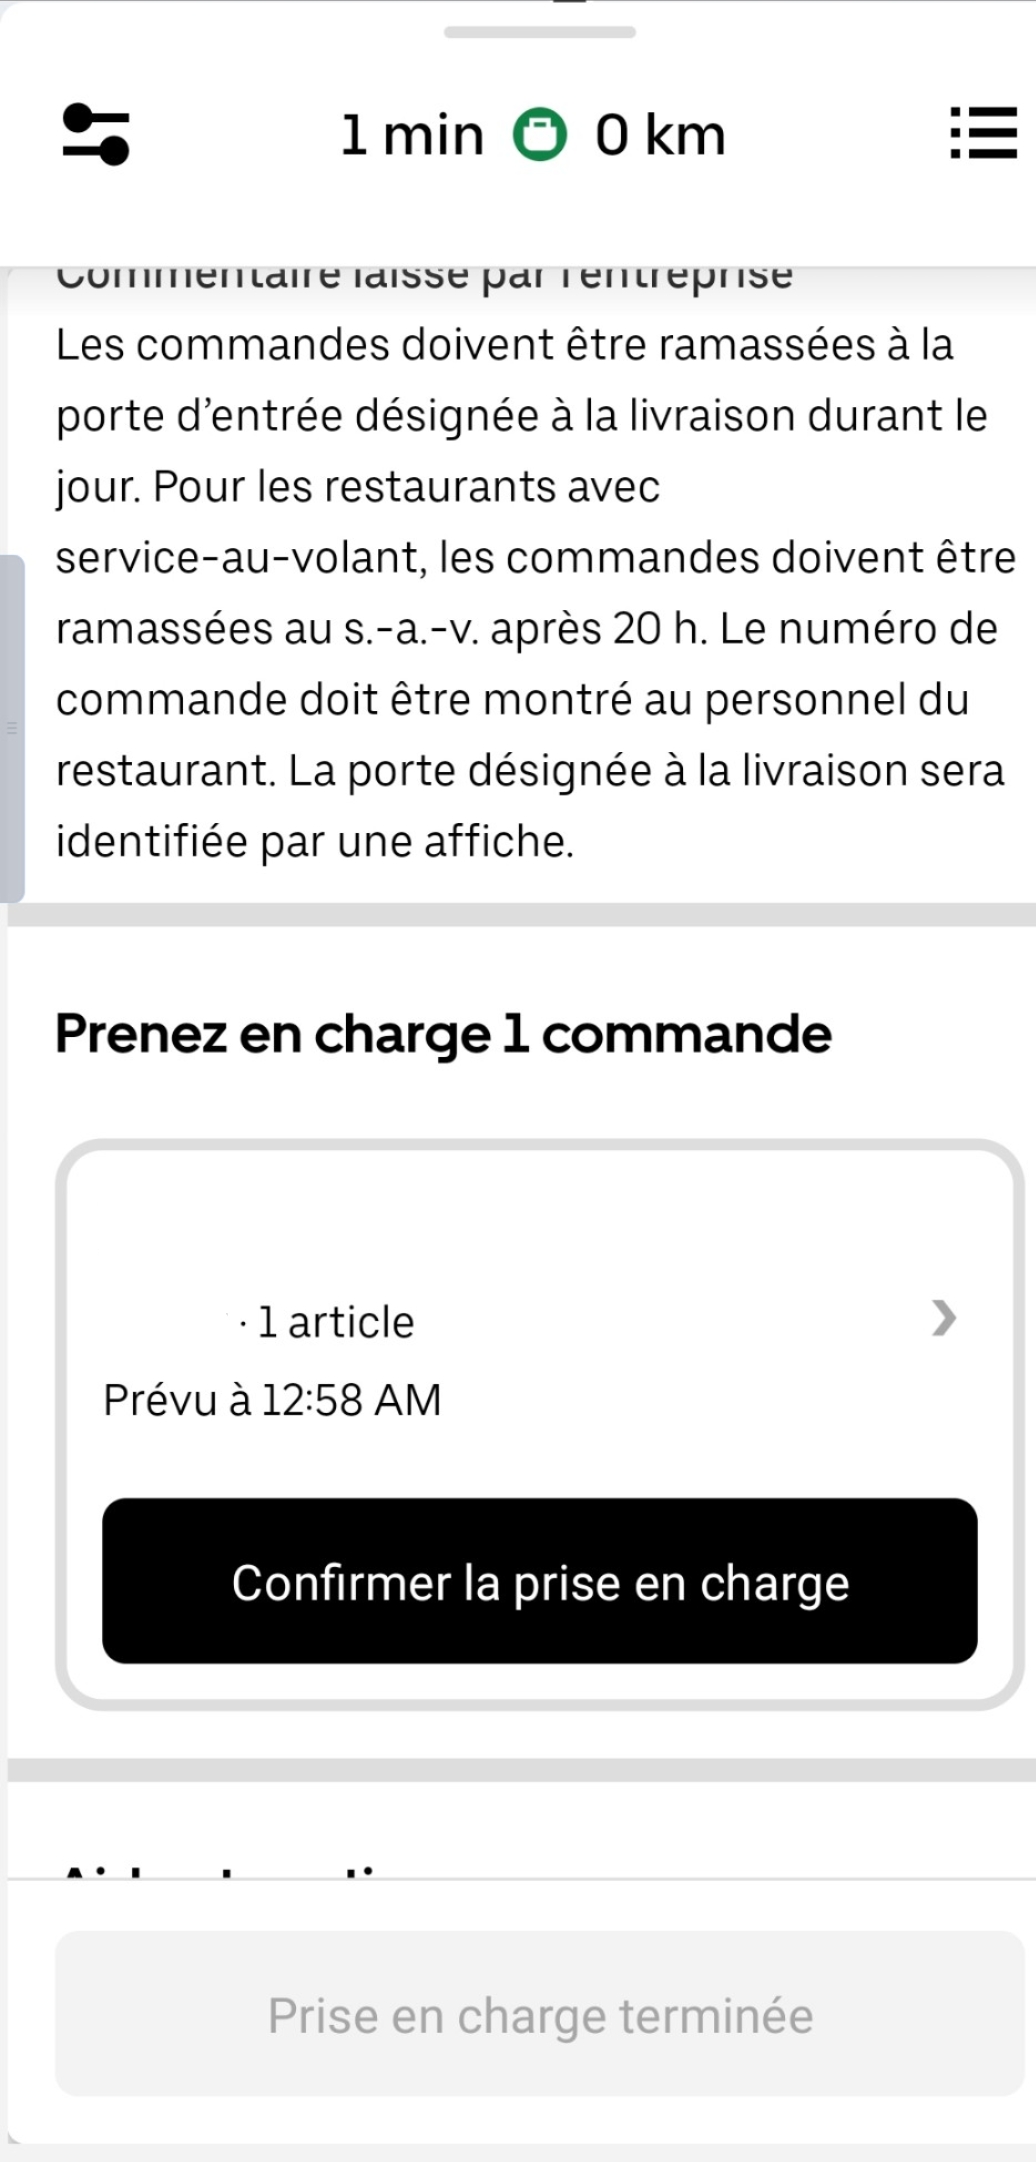 1 min 0 km
Commentaire laissé par l'entreprise
Les commandes doivent être ramassées à la
porte d’entrée désignée à la livraison durant le
jour. Pour les restaurants avec
service-au-volant, les commandes doivent être
ramassées au s.-a.-v. après 20 h. Le numéro de
commande doit être montré au personnel du
restaurant. La porte désignée à la livraison sera
identifiée par une affiche.
Prenez en charge 1 commande
· 1 article
Prévu à 12:58 AM
Confirmer la prise en charge
Prise en charge terminée